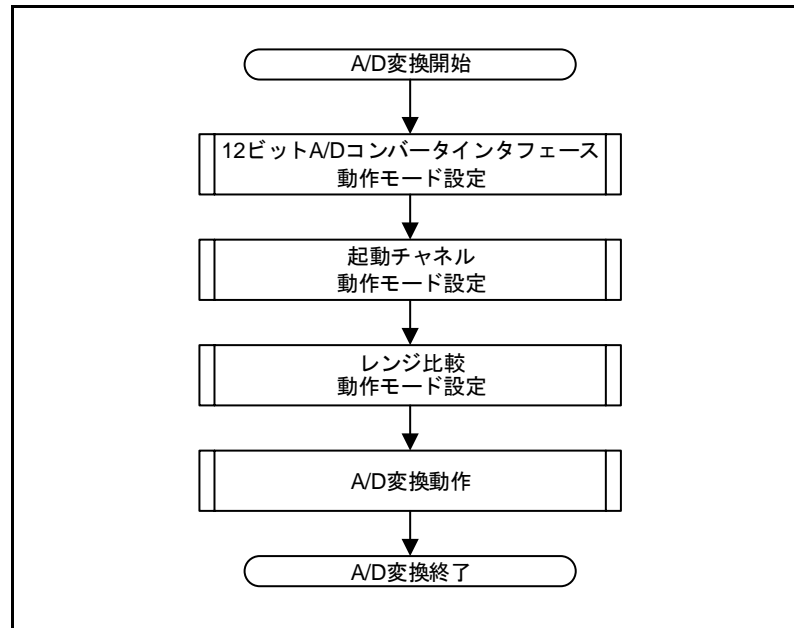 A/D変換開始
12ビットA/Dコンバータインタフェース
動作モード設定
起動チャネル
動作モード設定
レンジ比較
動作モード設定
A/D変換動作
A/D変換終了